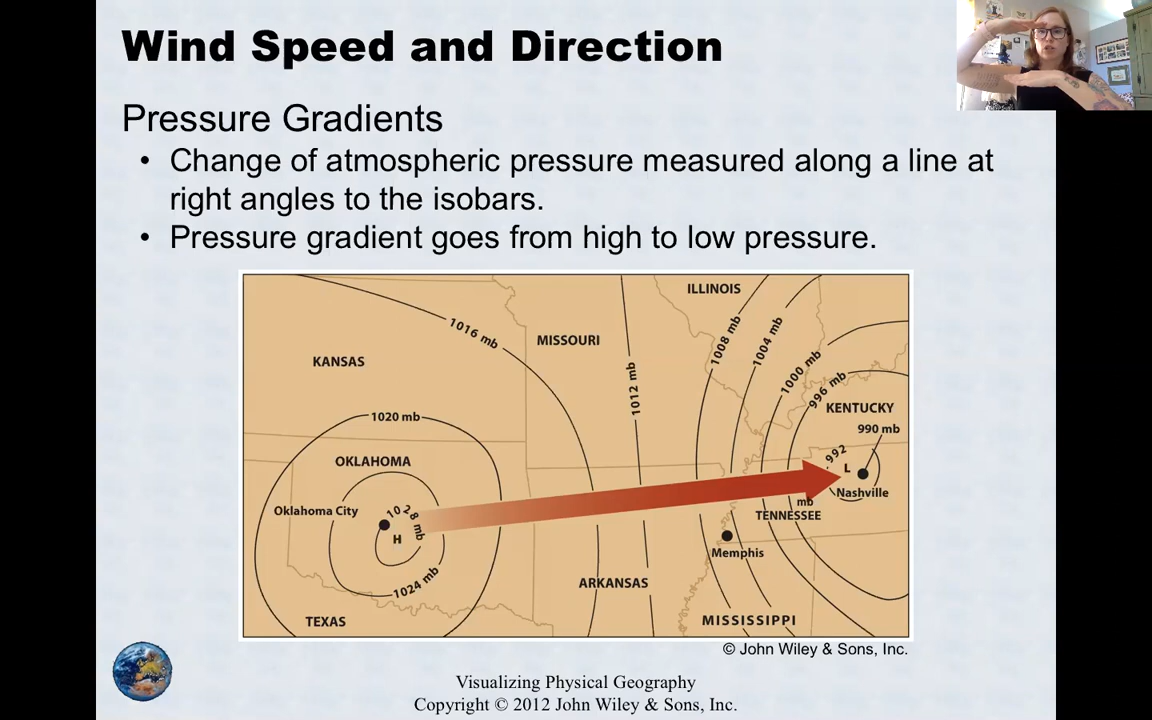 Wind Speed and Direction
Pressure Gradients
• Change of atmospheric pressure measured along a line at
right angles to the isobars.
• Pressure gradient goes from high to low pressure.
ILLINOIS
1016 mb
MISSOURI
1008 mb
1004 mb
KANSAS
1000 mb
1012 mb
996 mb
KENTUCKY
1020 mb
990 mb
OKLAHOMA
992
L
Nashville
mb
Oklahoma City
1028 mb
TENNESSEE
H
Memphis
1024 mb
ARKANSAS
TEXAS
MISSISSIPPI
© John Wiley & Sons, Inc.
Visualizing Physical Geography
Copyright © 2012 John Wiley & Sons, Inc.